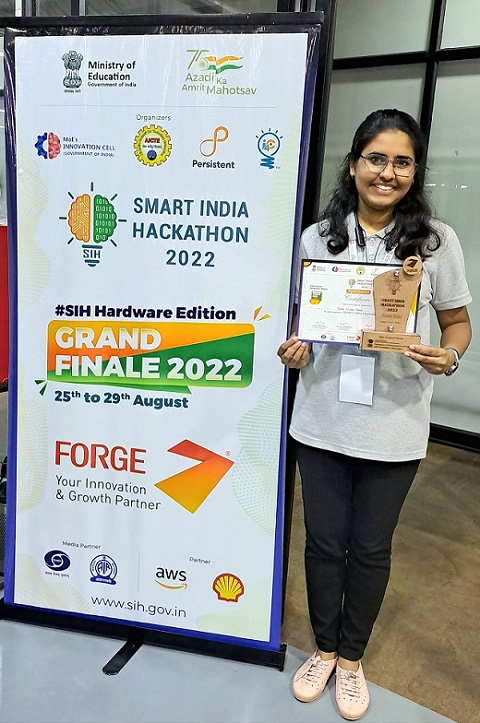 Ministry of
Education
Government of India
75
Azadi
Ka
Amrit Mahotsav
Organizers
MoE's
INNOVATION CELL
(GOVERNMENT OF INDIA)
AICTE
Persistent
SMART INDIA
HACKATHON
2022
SIH
#SIH Hardware Edition
GRAND
FINALE 2022
25th to 29th August
FORGE
Your Innovation
& Growth Partner
Media Partner
Partner
aws
www.sih.gov.in
Certificate
SMART INDIA
HACKATHON
2022